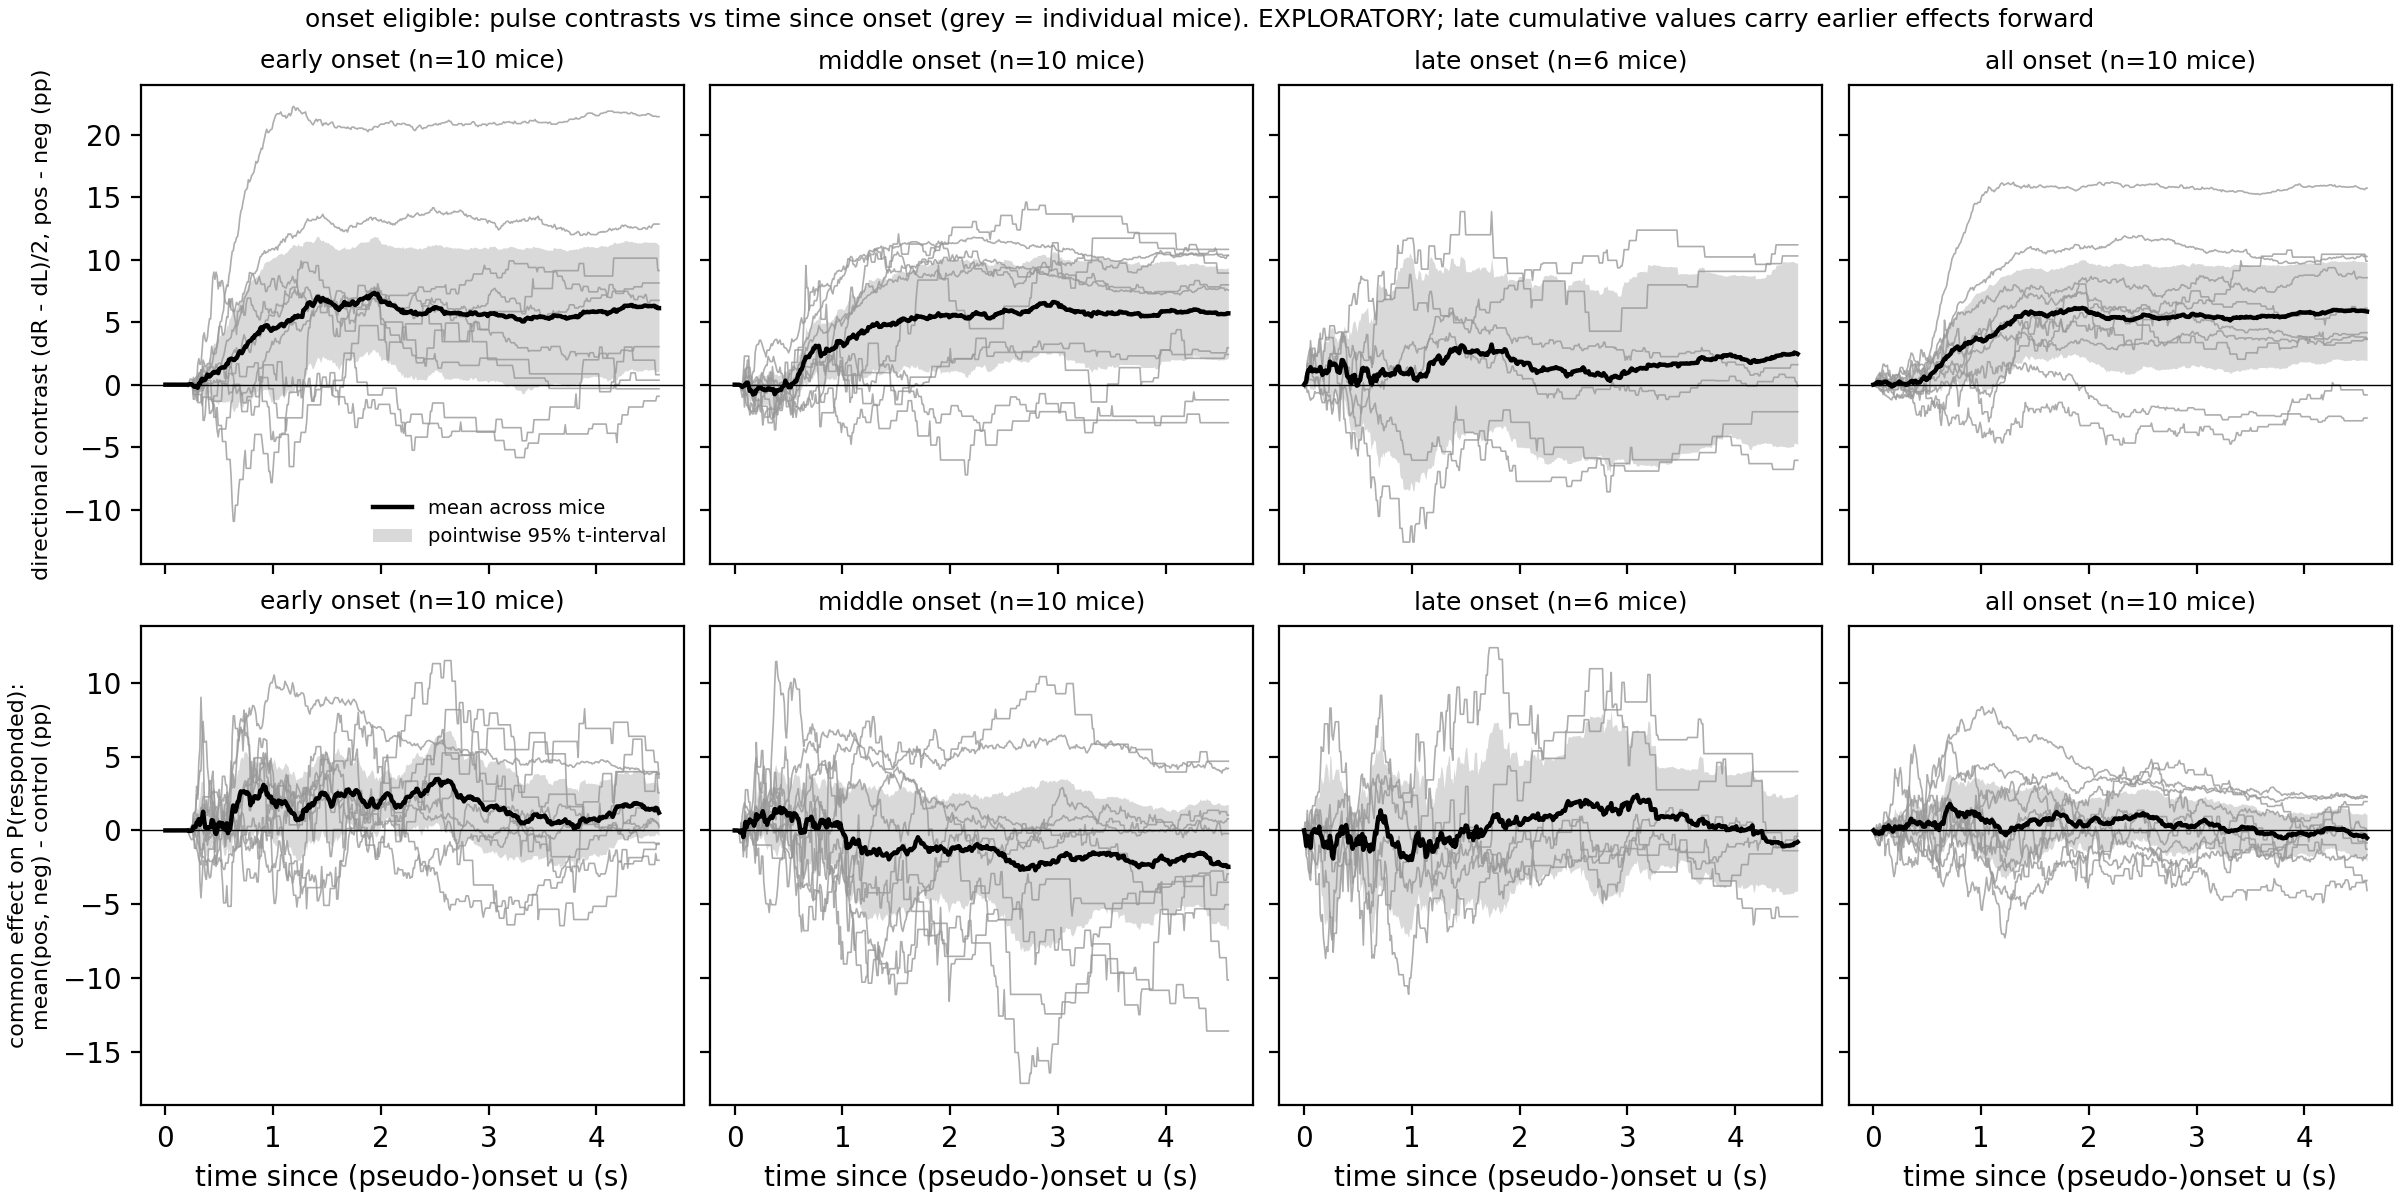 onset eligible: pulse contrasts vs time since onset (grey = individual mice). EXPLORATORY; late cumulative values carry earlier effects forward
early onset (n=10 mice)
middle onset (n=10 mice)
late onset (n=6 mice)
all onset (n=10 mice)
directional contrast (dR - dL)/2, pos - neg (pp)
20
15
10
5
0
−5
−10
mean across mice
pointwise 95% t-interval
early onset (n=10 mice)
middle onset (n=10 mice)
late onset (n=6 mice)
all onset (n=10 mice)
common effect on P(responded):
mean(pos, neg) - control (pp)
10
5
0
−5
−10
−15
0 1 2 3 4
0 1 2 3 4
0 1 2 3 4
0 1 2 3 4
time since (pseudo-)onset u (s)
time since (pseudo-)onset u (s)
time since (pseudo-)onset u (s)
time since (pseudo-)onset u (s)